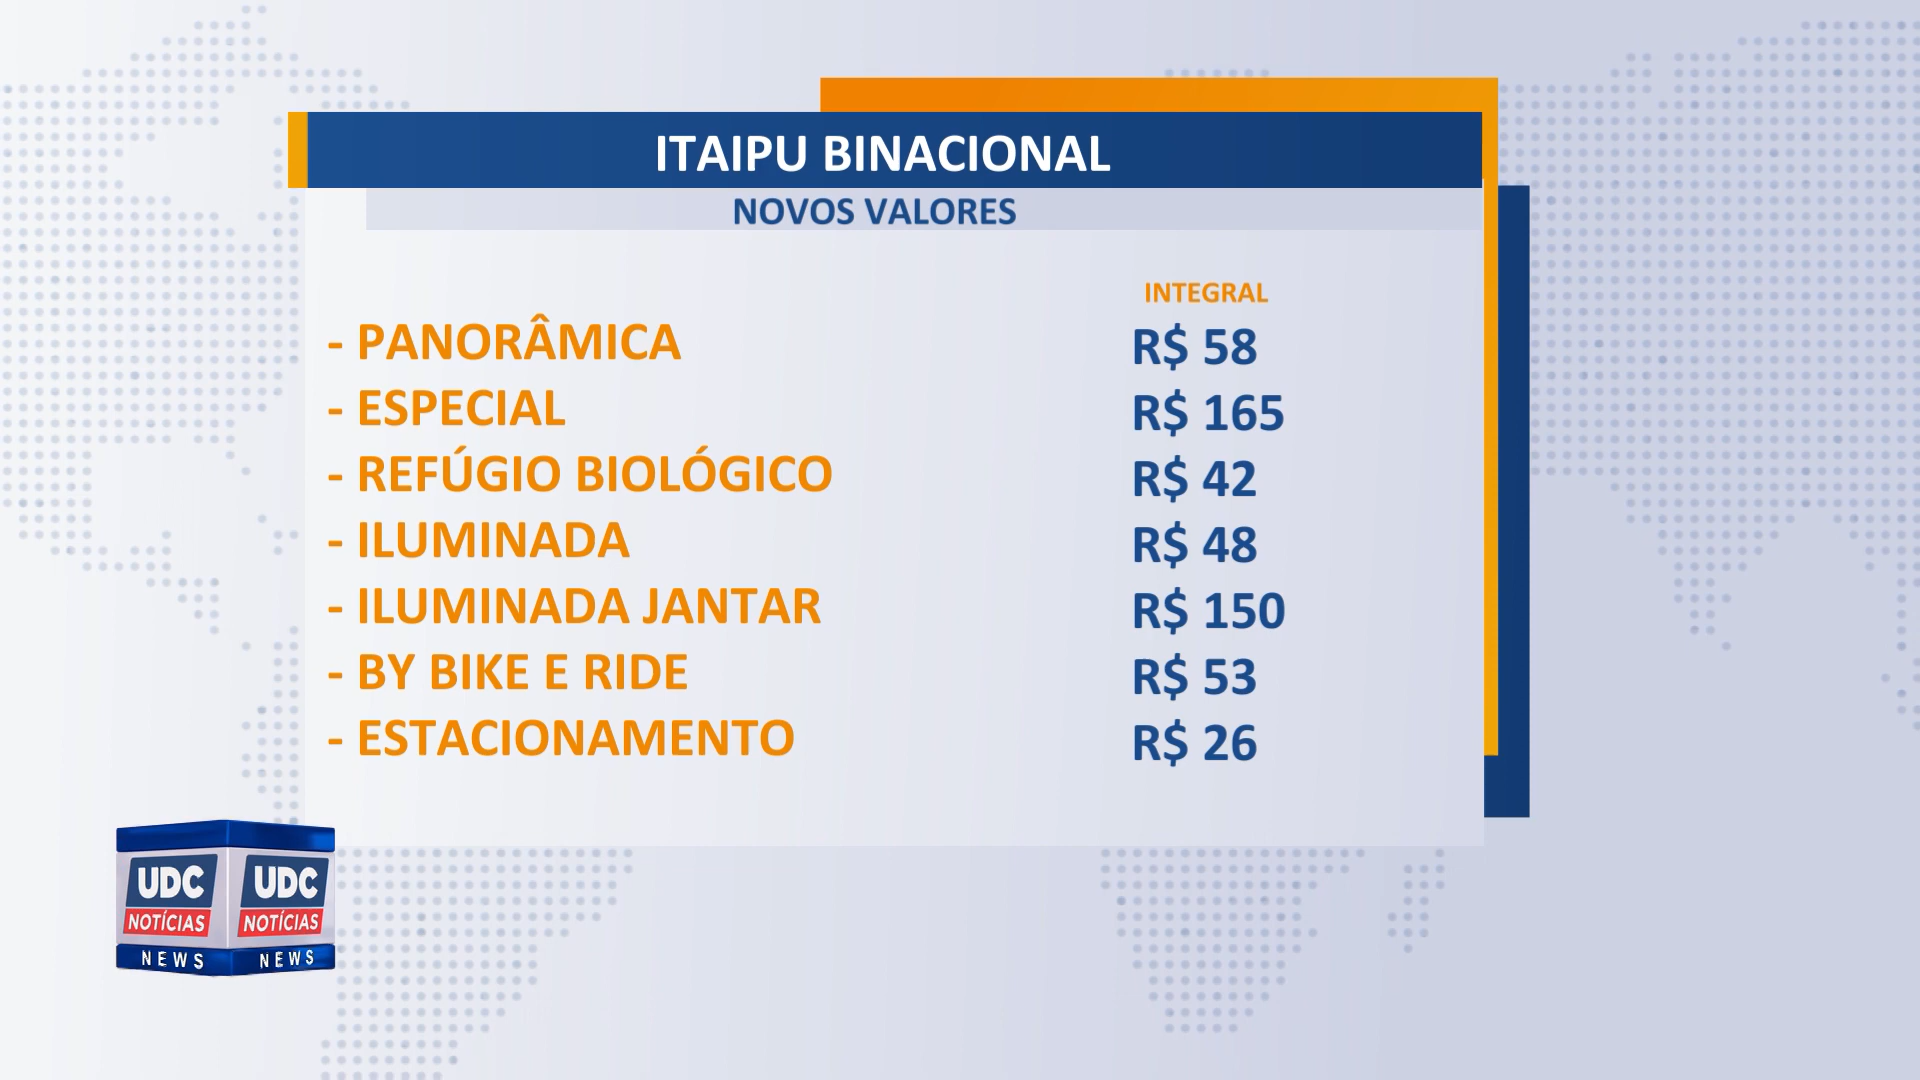 ITAIPU BINACIONAL
NOVOS VALORES
INTEGRAL
- PANORÂMICA R$ 58
- ESPECIAL R$ 165
- REFÚGIO BIOLÓGICO R$ 42
- ILUMINADA R$ 48
- ILUMINADA JANTAR R$ 150
- BY BIKE E RIDE R$ 53
- ESTACIONAMENTO R$ 26
UDC UDC
NOTÍCIAS NOTÍCIAS
NEWS NEWS